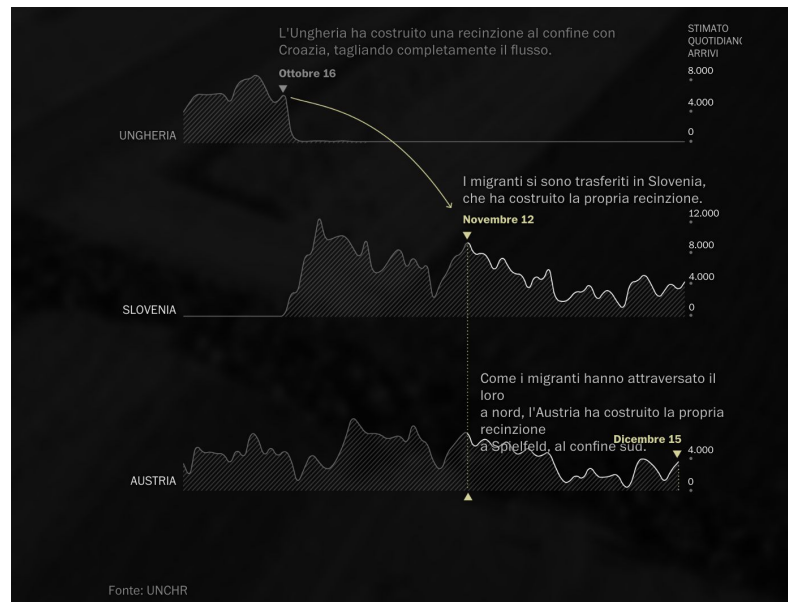 L'Ungheria ha costruito una recinzione al confine con
Croazia, tagliando completamente il flusso.
Ottobre 16
STIMATO
QUOTIDIANO
ARRIVI
8.000
4.000
0
UNGHERIA
I migranti si sono trasferiti in Slovenia,
che ha costruito la propria recinzione.
Novembre 12
12.000
8.000
4.000
0
SLOVENIA
Come i migranti hanno attraversato il
loro
a nord, l'Austria ha costruito la propria
recinzione
a Spielfeld, al confine sud.
Dicembre 15
4.000
0
AUSTRIA
Fonte: UNCHR